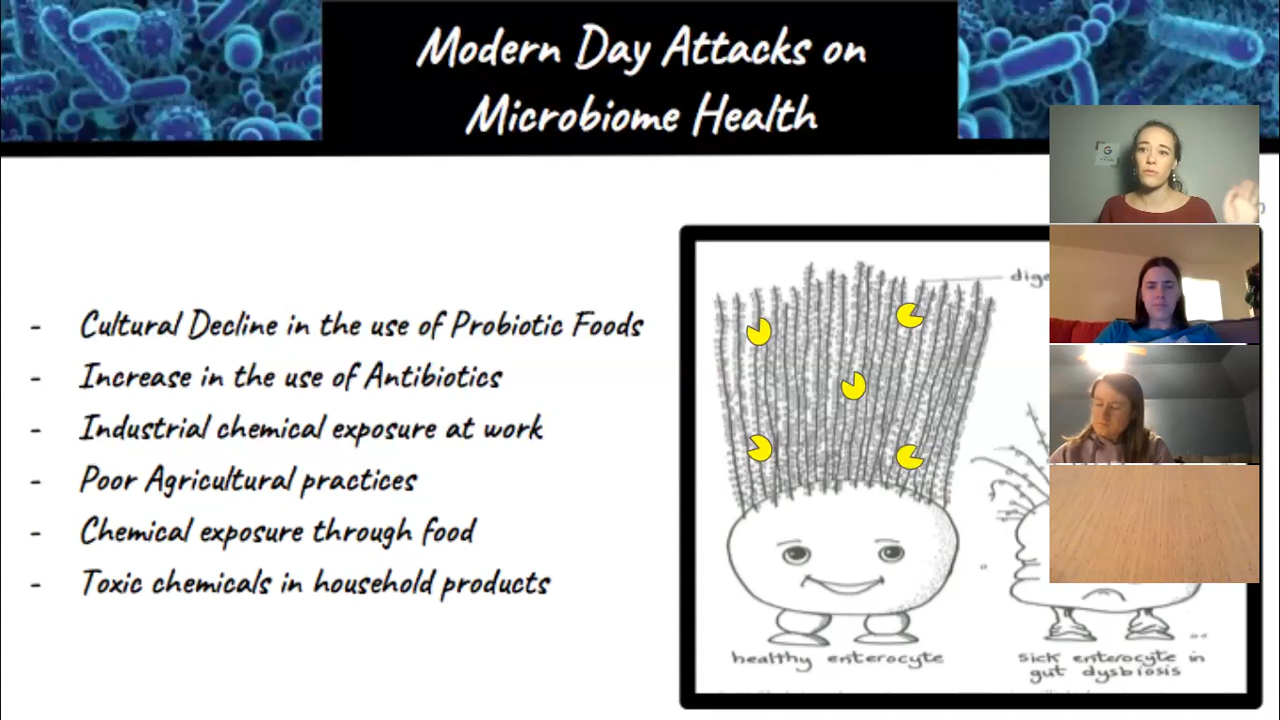 Modern Day Attacks on
Microbiome Health
- Cultural Decline in the use of Probiotic Foods
- Increase in the use of Antibiotics
- Industrial chemical exposure at work
- Poor Agricultural practices
- Chemical exposure through food
- Toxic chemicals in household products
G
healthy enterocyte
sick enterocyte in
gut dysbiosis